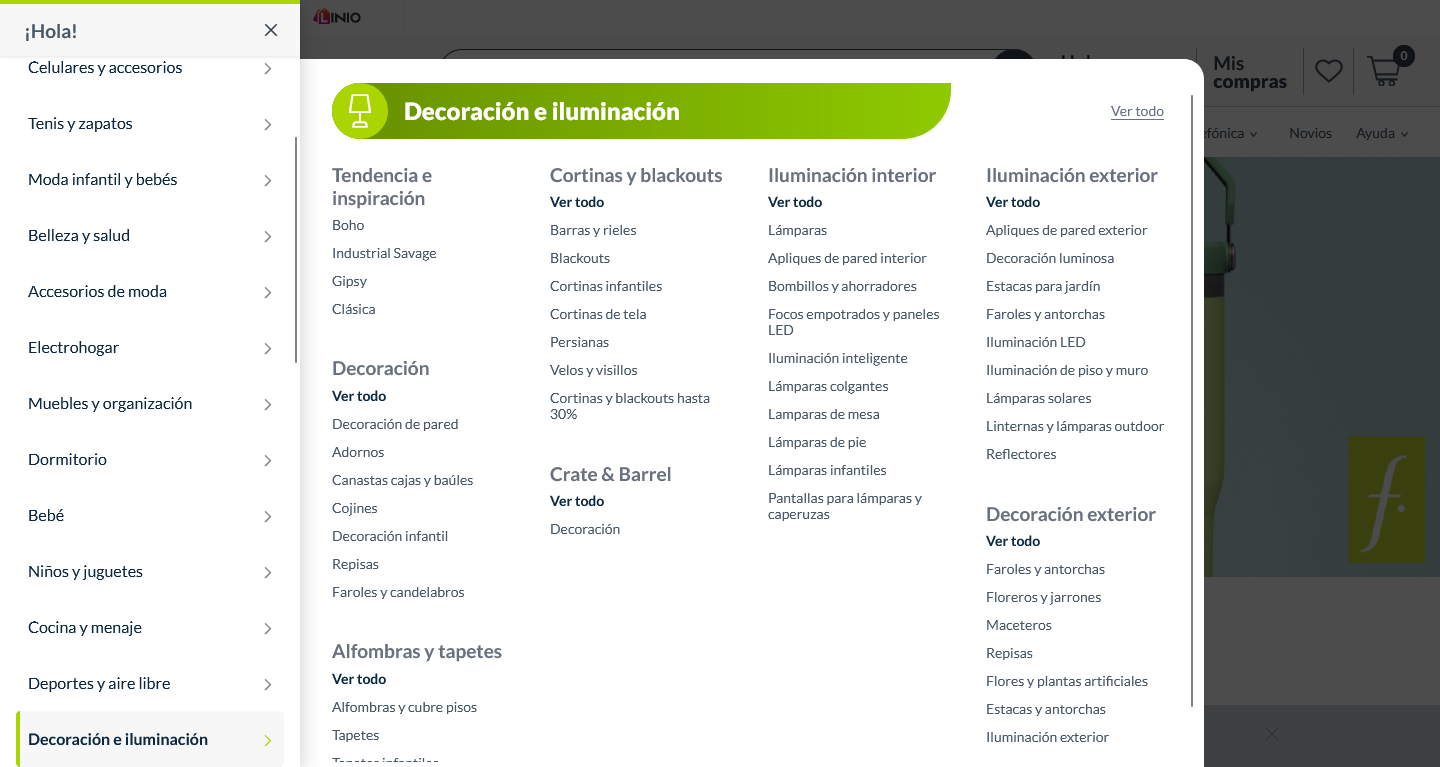 ¡Hola!
Celulares y accesorios
Tenis y zapatos
Moda infantil y bebés
Belleza y salud
Accesorios de moda
Electrohogar
Muebles y organización
Dormitorio
Bebé
Niños y juguetes
Cocina y menaje
Deportes y aire libre
Decoración e iluminación
LINIO
Mis
compras
0
Novios
Ayuda
Decoración e iluminación
Ver todo
Tendencia e
inspiración
Boho
Industrial Savage
Gipsy
Clásica
Decoración
Ver todo
Decoración de pared
Adornos
Canastas cajas y baúles
Cojines
Decoración infantil
Repisas
Faroles y candelabros
Alfombras y tapetes
Ver todo
Alfombras y cubre pisos
Tapetes
Cortinas y blackouts
Ver todo
Barras y rieles
Blackouts
Cortinas infantiles
Cortinas de tela
Persianas
Velos y visillos
Cortinas y blackouts hasta
30%
Crate & Barrel
Ver todo
Decoración
Iluminación interior
Ver todo
Lámparas
Apliques de pared interior
Bombillos y ahorradores
Focos empotrados y paneles
LED
Iluminación inteligente
Lámparas colgantes
Lamparas de mesa
Lámparas de pie
Lámparas infantiles
Pantallas para lámparas y
caperuzas
Iluminación exterior
Ver todo
Apliques de pared exterior
Decoración luminosa
Estacas para jardín
Faroles y antorchas
Iluminación LED
Iluminación de piso y muro
Lámparas solares
Linternas y lámparas outdoor
Reflectores
Decoración exterior
Ver todo
Faroles y antorchas
Floreros y jarrones
Maceteros
Repisas
Flores y plantas artificiales
Estacas y antorchas
Iluminación exterior
f.